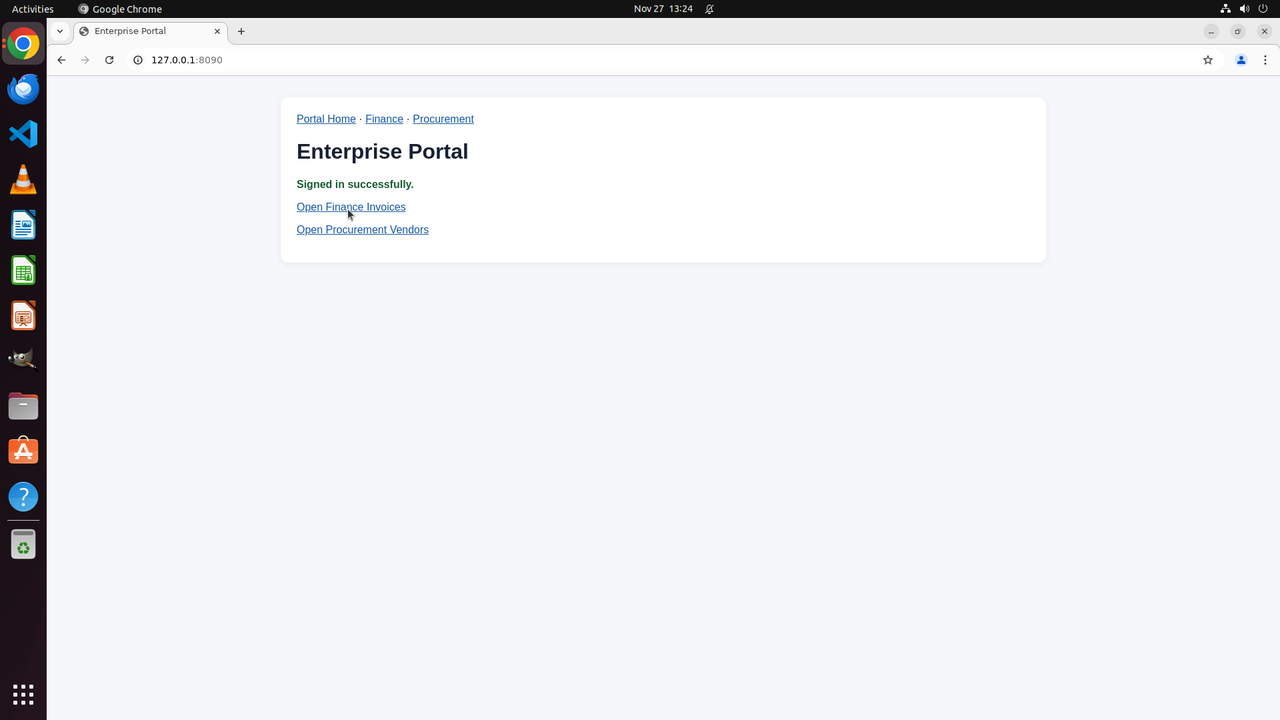 Activities
Google Chrome
Nov 27 13:24
Enterprise Portal
127.0.0.1:8090
Portal Home · Finance · Procurement
Enterprise Portal
Signed in successfully.
Open Finance Invoices
Open Procurement Vendors